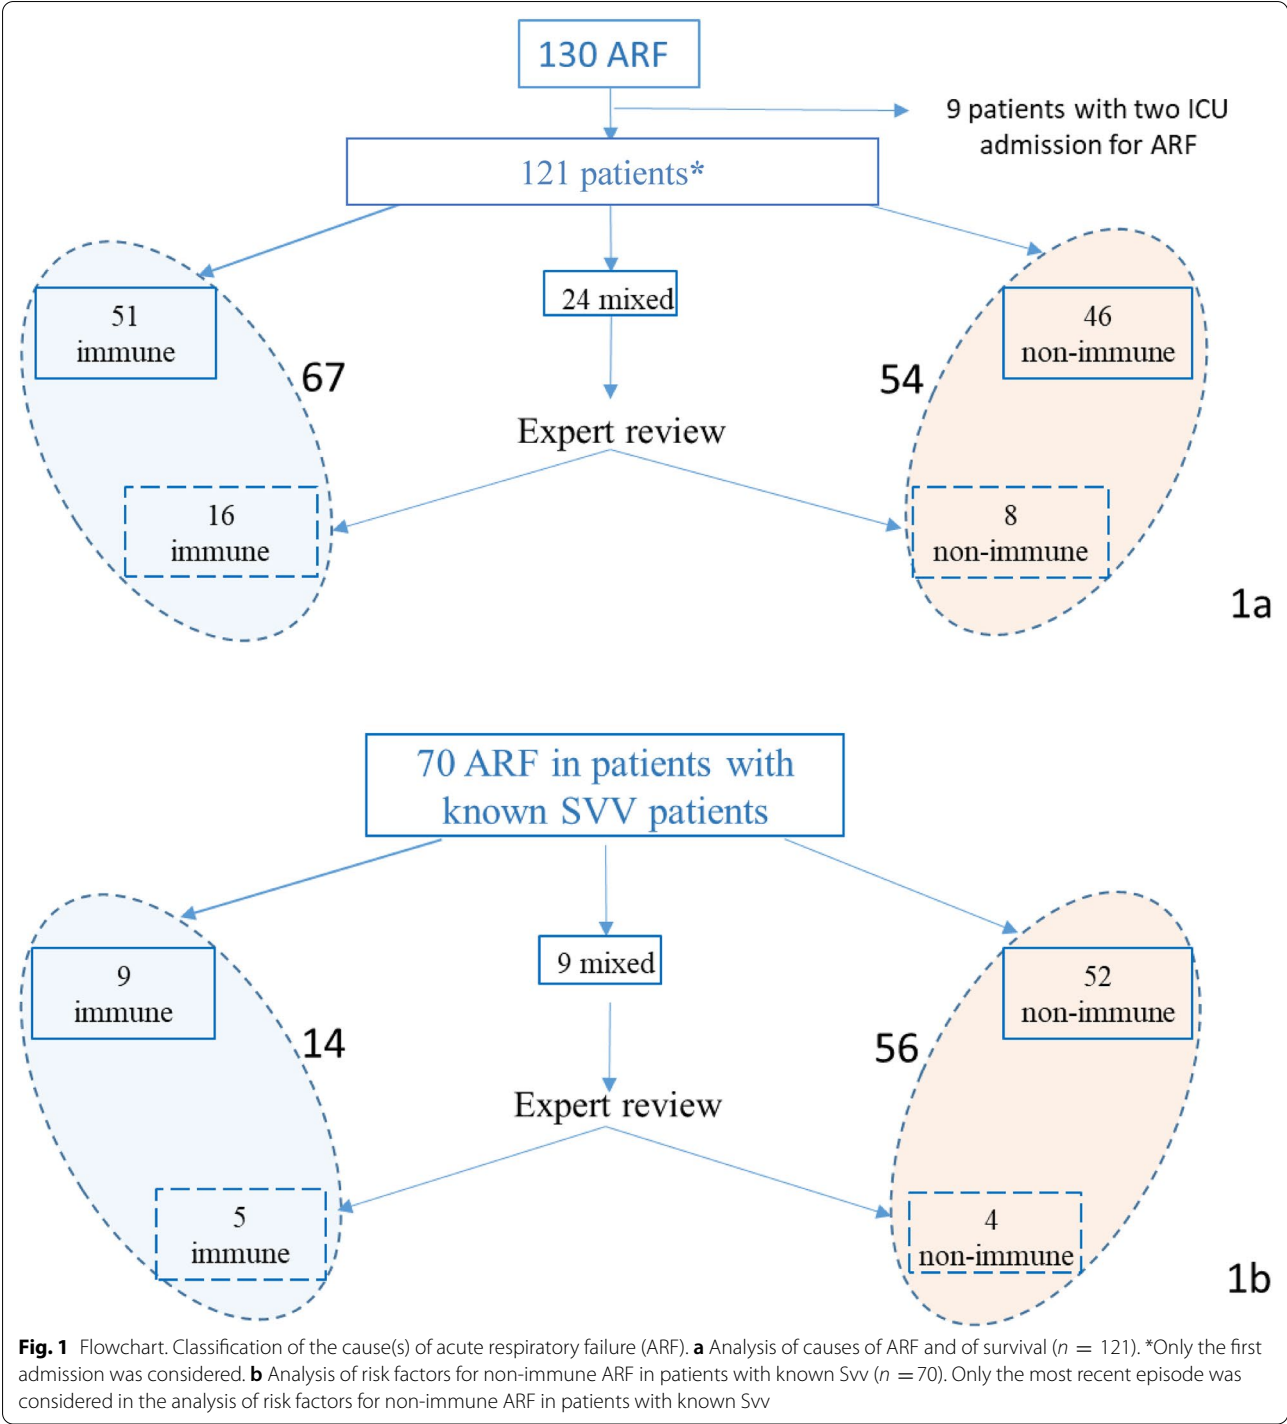 130 ARF
9 patients with two ICU
admission for ARF
121 patients*
51
immune
24 mixed
46
non-immune
67
54
Expert review
16
immune
8
non-immune
1a
70 ARF in patients with
known SVV patients
9
immune
9 mixed
52
non-immune
14
56
Expert review
5
immune
4
non-immune
1b
Fig. 1 Flowchart. Classification of the cause(s) of acute respiratory failure (ARF). a Analysis of causes of ARF and of survival (n = 121). *Only the first
admission was considered. b Analysis of risk factors for non-immune ARF in patients with known Svv (n = 70). Only the most recent episode was
considered in the analysis of risk factors for non-immune ARF in patients with known Svv